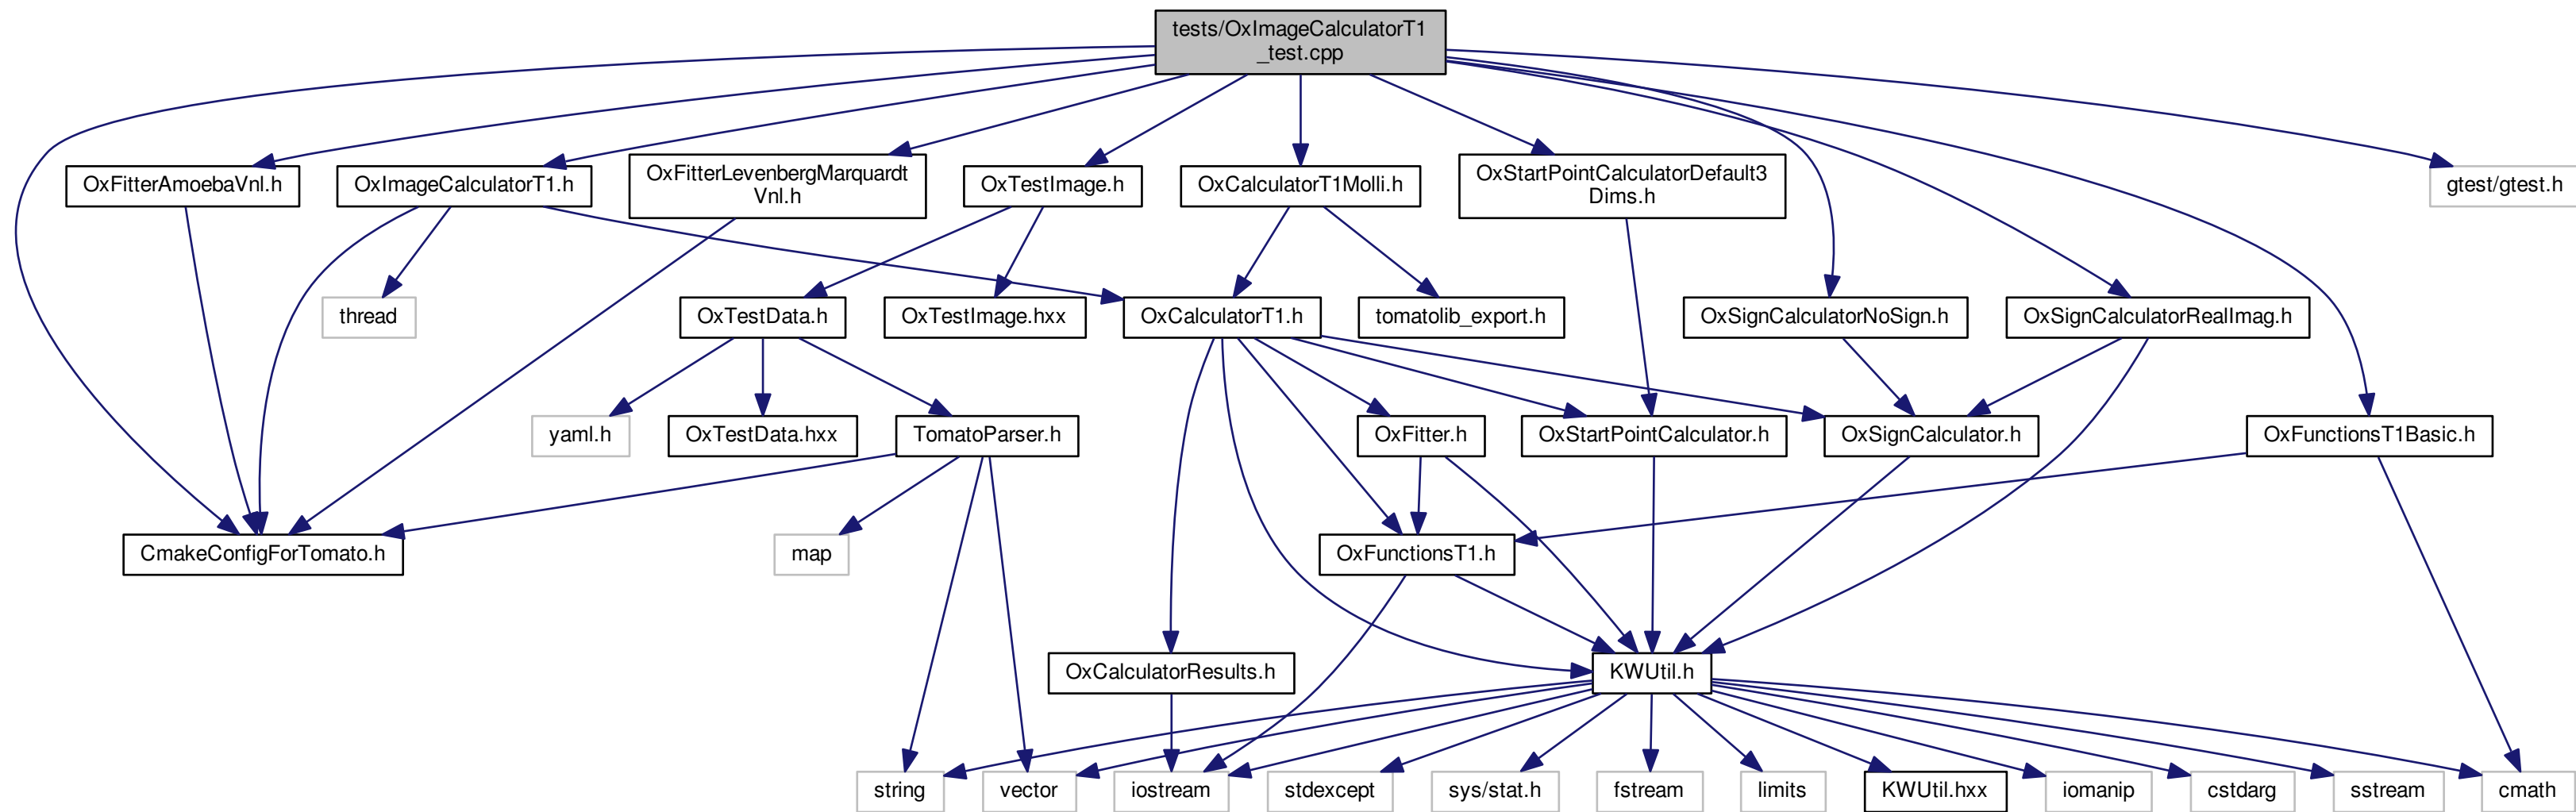 tests/OxImageCalculatorT1
_test.cpp
OxFitterAmoebaVnl.h
OxImageCalculatorT1.h
OxFitterLevenbergMarquardt
Vnl.h
OxTestImage.h
OxCalculatorT1Molli.h
OxStartPointCalculatorDefault3
Dims.h
gtest/gtest.h
thread
OxTestData.h
OxTestImage.hxx
OxCalculatorT1.h
tomatolib_export.h
OxSignCalculatorNoSign.h
OxSignCalculatorRealImag.h
yaml.h
OxTestData.hxx
TomatoParser.h
OxFitter.h
OxStartPointCalculator.h
OxSignCalculator.h
OxFunctionsT1Basic.h
CmakeConfigForTomato.h
map
OxFunctionsT1.h
OxCalculatorResults.h
KWUtil.h
string
vector
iostream
stdexcept
sys/stat.h
fstream
limits
KWUtil.hxx
iomanip
cstdarg
sstream
cmath